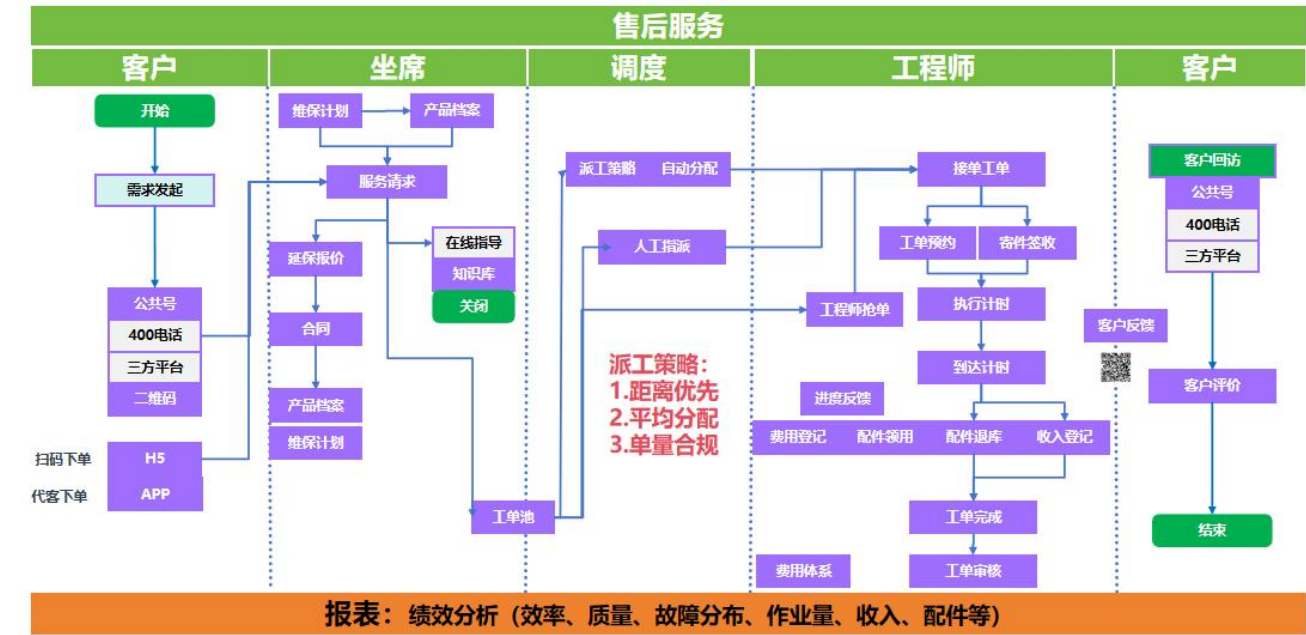 售后服务
客户
坐席
调度
工程师
客户
开始
需求发起
公共号
400电话
三方平台
二维码
扫码下单
H5
代客下单
APP
维保计划
产品档案
服务请求
延保报价
合同
产品档案
维保计划
在线指导
知识库
关闭
工单池
派工策略 自动分配
人工指派
派工策略：
1.距离优先
2.平均分配
3.单量合规
接单工单
工单预约
寄件签收
工程师抢单
执行计时
到达计时
进度反馈
费用登记 配件领用 配件退库 收入登记
工单完成
费用体系
工单审核
客户回访
公共号
400电话
三方平台
客户反馈
客户评价
结束
报表：绩效分析（效率、质量、故障分布、作业量、收入、配件等）